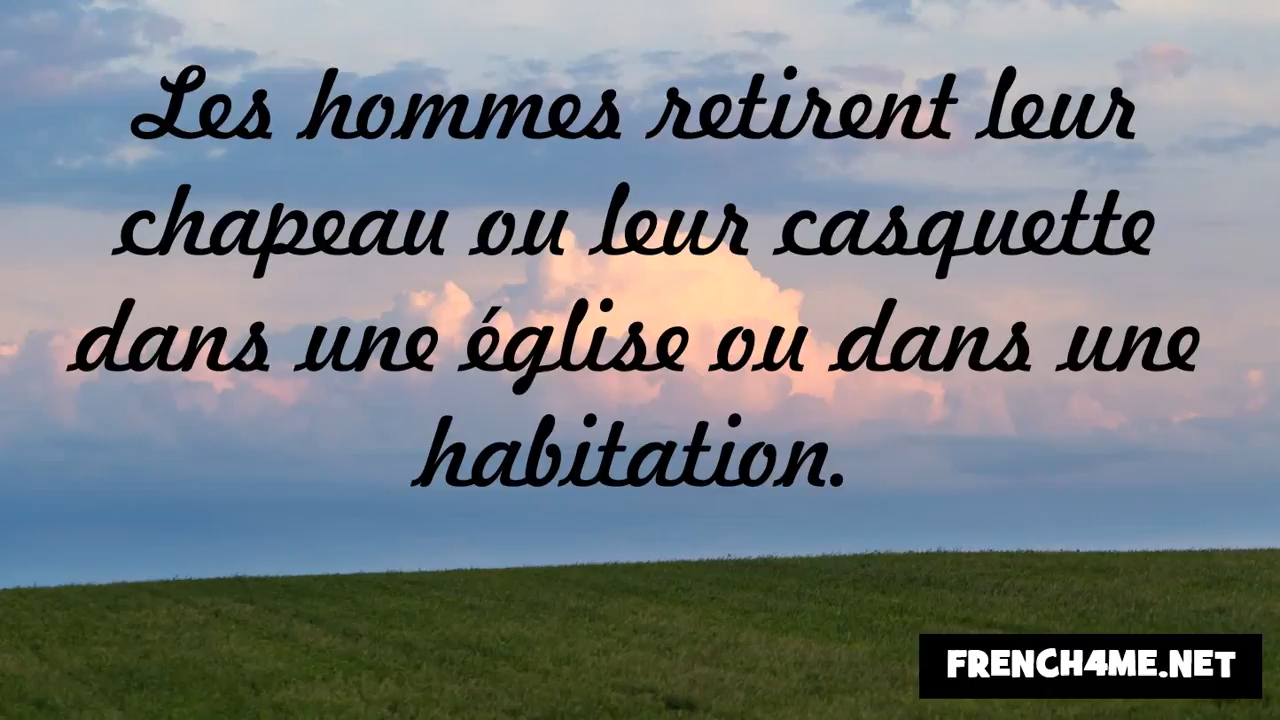 Les hommes retirent leur
chapeau ou leur casquette
dans une église ou dans une
habitation.
FRENCH4ME.NET